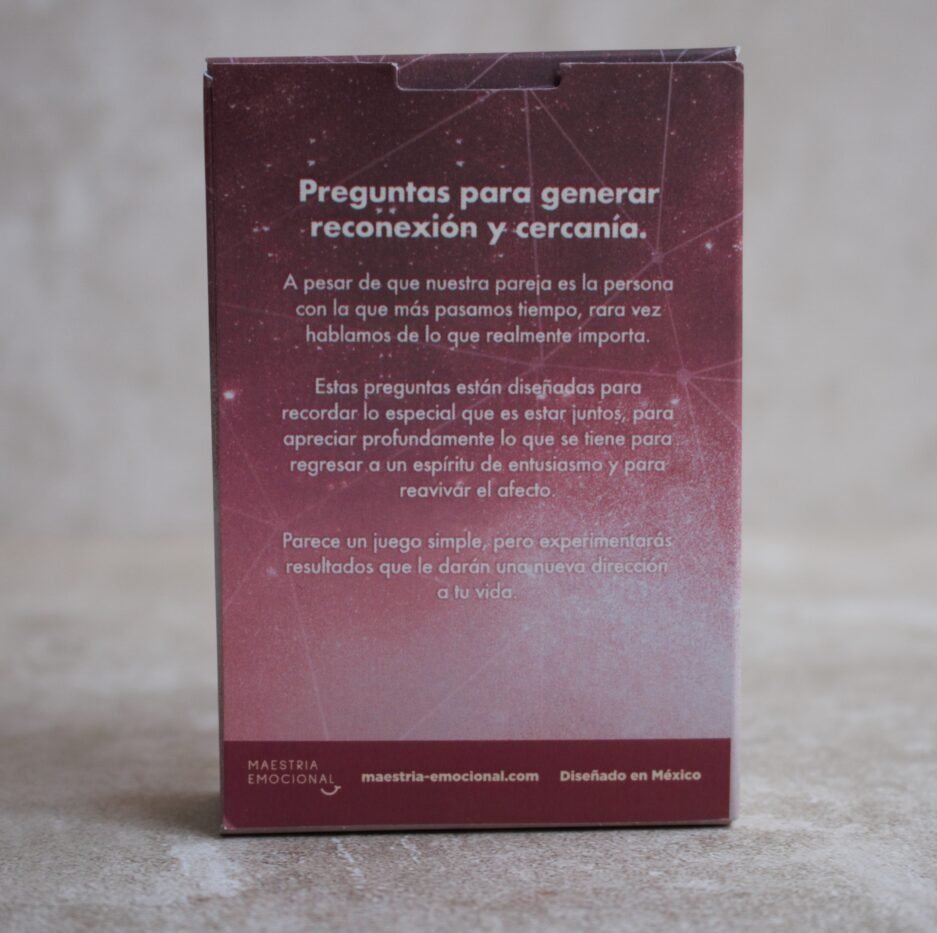 Preguntas para generar
reconexión y cercanía.
A pesar de que nuestra pareja es la persona
con la que más pasamos tiempo, rara vez
hablamos de lo que realmente importa.
Estas preguntas están diseñadas para
recordar lo especial que es estar juntos, para
apreciar profundamente lo que se tiene para
regresar a un espíritu de entusiasmo y para
reavivar el afecto.
Parece un juego simple, pero experimentarás
resultados que le darán una nueva dirección
a tu vida.
MAESTRIA
EMOCIONAL
maestria-emocional.com
Diseñado en México